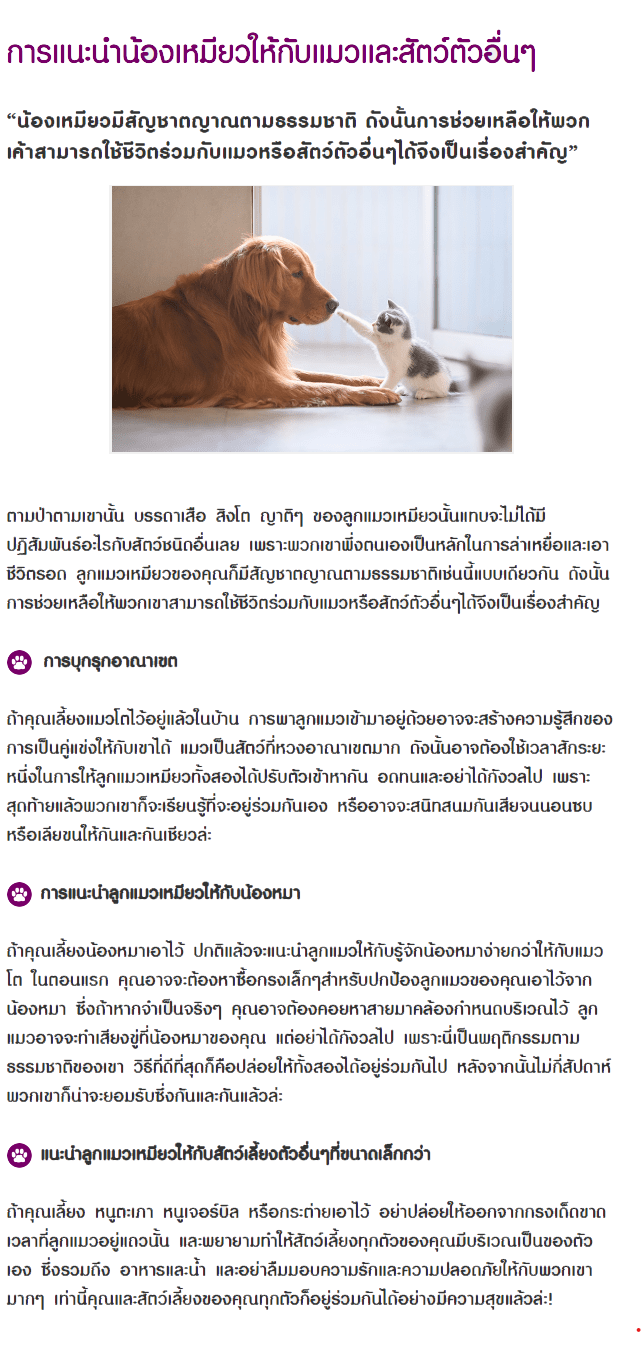 การแนะนำน้องเหมียวให้กับแมวและสัตว์ตัวอื่นๆ
“น้องเหมียวมีสัญชาตญาณตามธรรมชาติ ดังนั้นการช่วยเหลือให้พวก
เค้าสามารถใช้ชีวิตร่วมกับแมวหรือสัตว์ตัวอื่นๆได้จึงเป็นเรื่องสำคัญ”
ตามป่าตามเขานั้น บรรดาเสือ สิงโต ญาติๆ ของลูกแมวเหมียวนั้นแทบจะไม่ได้มี
ปฏิสัมพันธ์อะไรกับสัตว์ชนิดอื่นเลย เพราะพวกเขาพึ่งตนเองเป็นหลักในการล่าเหยื่อและเอา
ชีวิตรอด ลูกแมวเหมียวของคุณก็มีสัญชาตญาณตามธรรมชาติเช่นนี้แบบเดียวกัน ดังนั้น
การช่วยเหลือให้พวกเขาสามารถใช้ชีวิตร่วมกับแมวหรือสัตว์ตัวอื่นๆได้จึงเป็นเรื่องสำคัญ
การบุกรุกอาณาเขต
ถ้าคุณเลี้ยงแมวโตไว้อยู่แล้วในบ้าน การพาลูกแมวเข้ามาอยู่ด้วยอาจจะสร้างความรู้สึกของ
การเป็นคู่แข่งให้กับเขาได้ แมวเป็นสัตว์ที่หวงอาณาเขตมาก ดังนั้นอาจต้องใช้เวลาสักระยะ
หนึ่งในการให้ลูกแมวเหมียวทั้งสองได้ปรับตัวเข้าหากัน อดทนและอย่าได้กังวลไป เพราะ
สุดท้ายแล้วพวกเขาก็จะเรียนรู้ที่จะอยู่ร่วมกันเอง หรืออาจจะสนิทสนมกันเสียจนนอนซบ
หรือเลียขนให้กันและกันเชียวล่ะ
การแนะนำลูกแมวเหมียวให้กับน้องหมา
ถ้าคุณเลี้ยงน้องหมาเอาไว้ ปกติแล้วจะแนะนำลูกแมวให้กับรู้จักน้องหมาง่ายกว่าให้กับแมว
โต ในตอนแรก คุณอาจจะต้องหาซื้อกรงเล็กๆสำหรับปกป้องลูกแมวของคุณเอาไว้จาก
น้องหมา ซึ่งถ้าหากจำเป็นจริงๆ คุณอาจต้องคอยหาสายมาคล้องกำหนดบริเวณไว้ ลูก
แมวอาจจะทำเสียงขู่ที่น้องหมาของคุณ แต่อย่าได้กังวลไป เพราะนี่เป็นพฤติกรรมตาม
ธรรมชาติของเขา วิธีที่ดีที่สุดก็คือปล่อยให้ทั้งสองได้อยู่ร่วมกันไป หลังจากนั้นไม่กี่สัปดาห์
พวกเขาก็น่าจะยอมรับซึ่งกันและกันแล้วล่ะ
แนะนำลูกแมวเหมียวให้กับสัตว์เลี้ยงตัวอื่นๆที่ขนาดเล็กกว่า
ถ้าคุณเลี้ยง หนูตะเภา หนูเจอร์บิล หรือกระต่ายเอาไว้ อย่าปล่อยให้ออกจากกรงเด็ดขาด
เวลาที่ลูกแมวอยู่แถวนั้น และพยายามทำให้สัตว์เลี้ยงทุกตัวของคุณมีบริเวณเป็นของตัว
เอง ซึ่งรวมถึง อาหารและน้ำ และอย่าลืมมอบความรักและความปลอดภัยให้กับพวกเขา
มากๆ เท่านี้คุณและสัตว์เลี้ยงของคุณทุกตัวก็อยู่ร่วมกันได้อย่างมีความสุขแล้วล่ะ!